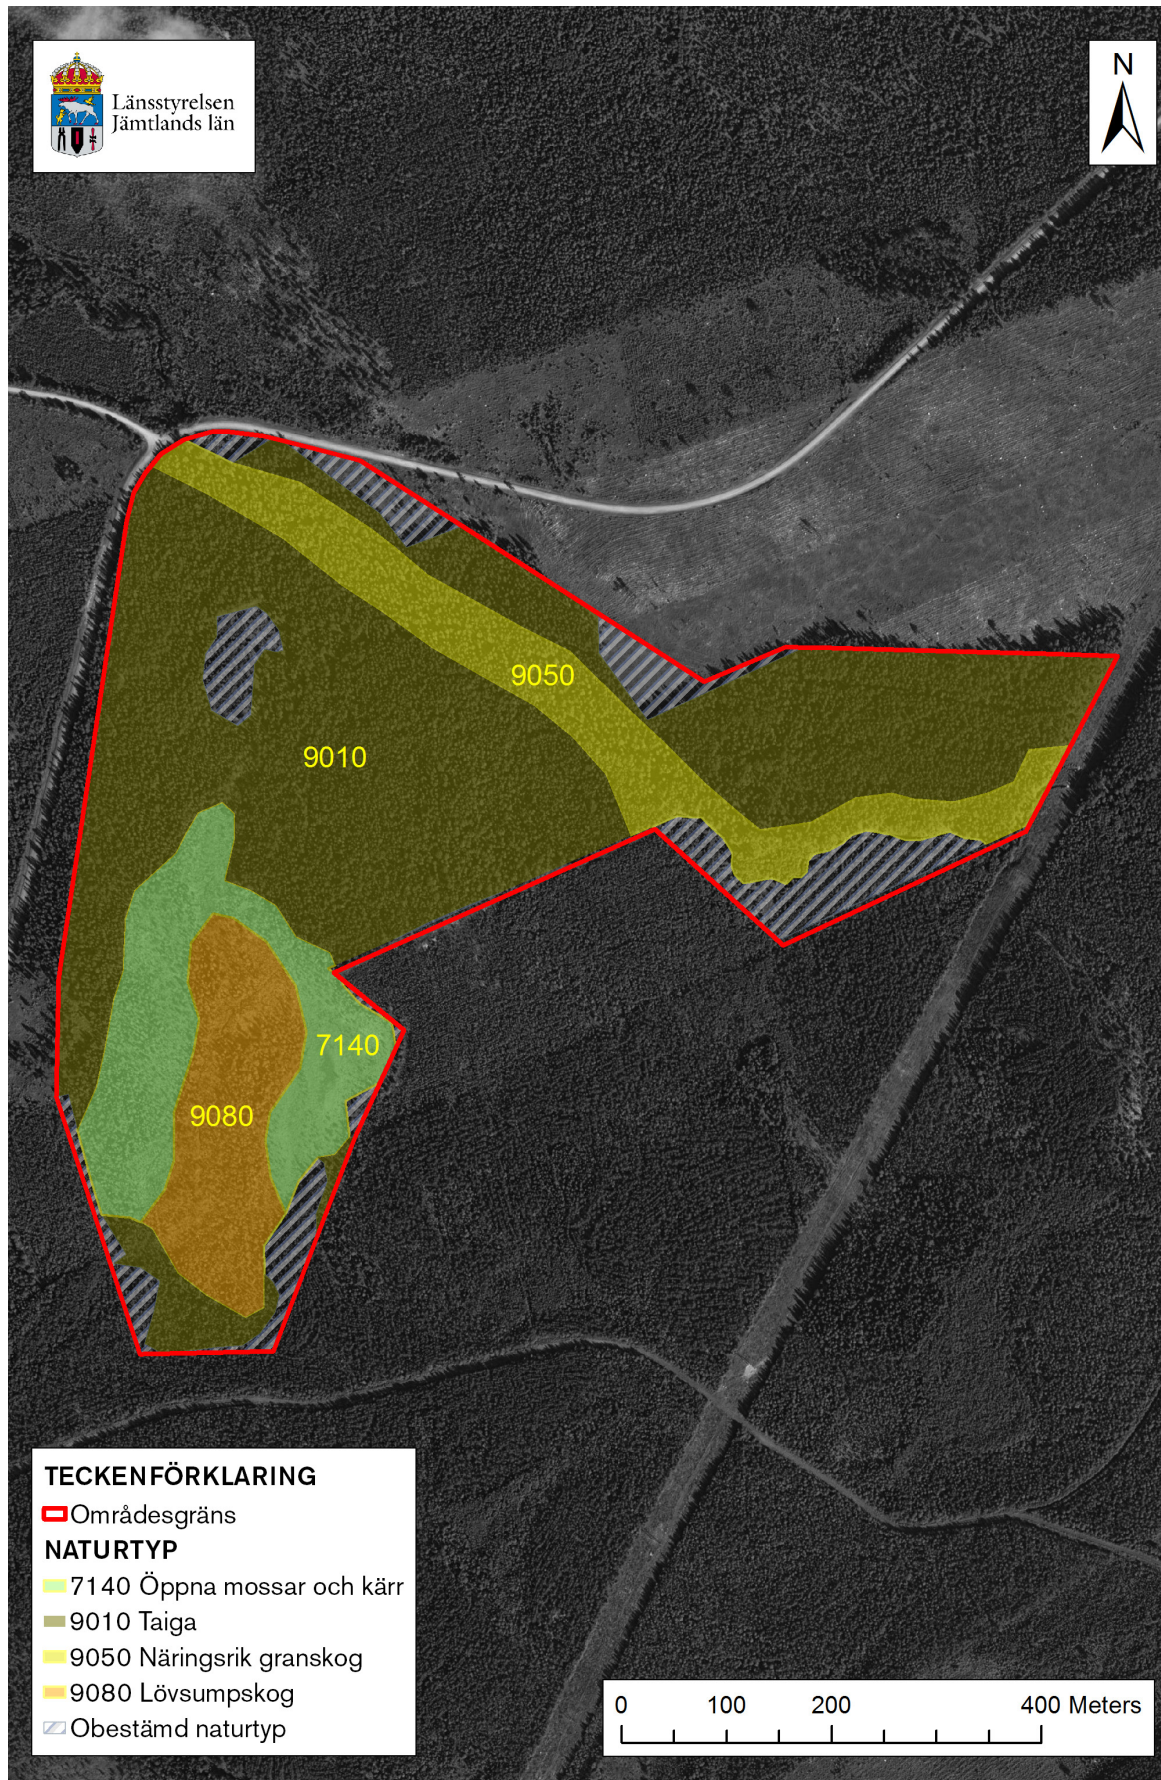 Länsstyrelsen
Jämtlands län
N
9050
9010
7140
9080
TECKENFÖRKLARING
Områdesgräns
NATURTYP
7140 Öppna mossar och kärr
9010 Taiga
9050 Näringsrik granskog
9080 Lövsumpskog
Obestämd naturtyp
0 100 200 400 Meters